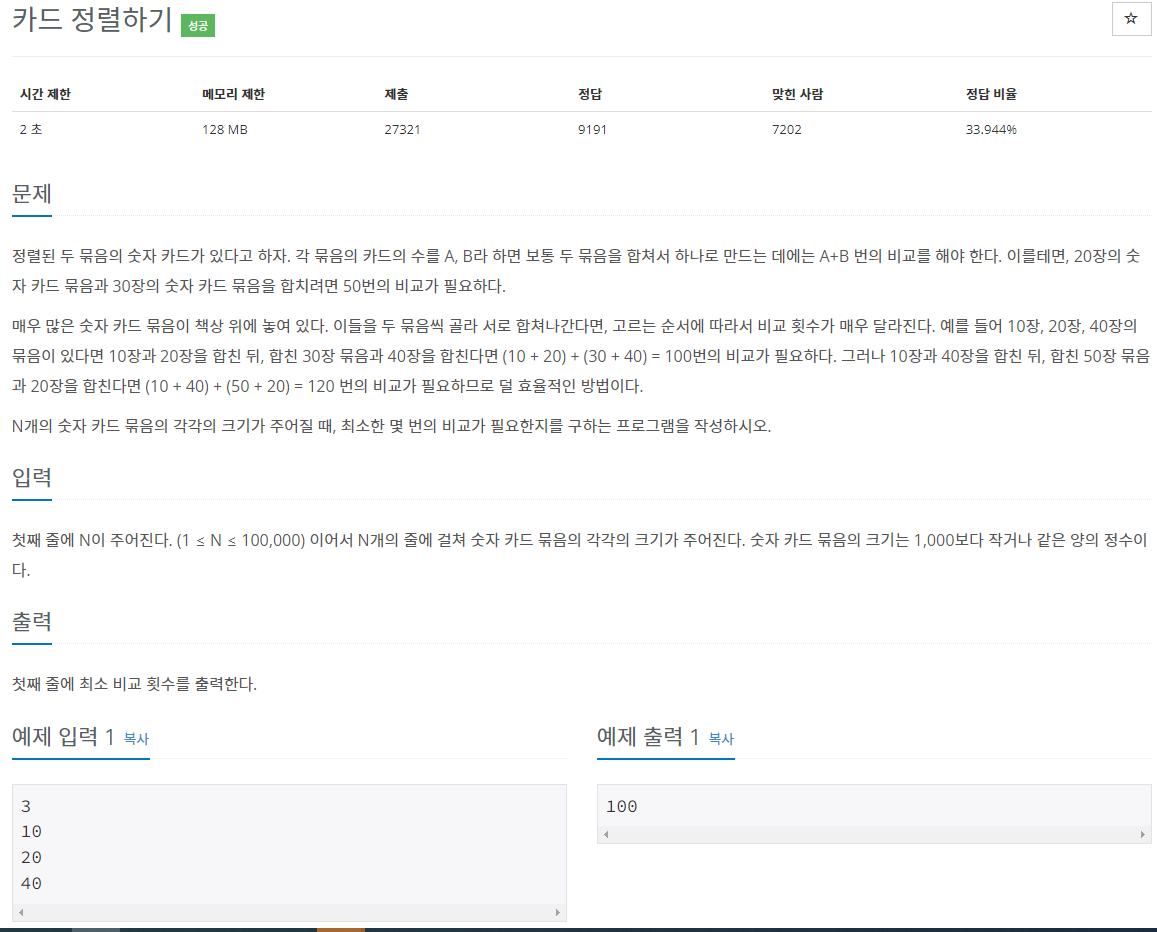 카드 정렬하기 성공
☆
시간 제한 메모리 제한 제출 정답 맞힌 사람 정답 비율
2 초 128 MB 27321 9191 7202 33.944%
문제
정렬된 두 묶음의 숫자 카드가 있다고 하자. 각 묶음의 카드의 수를 A, B라 하면 보통 두 묶음을 합쳐서 하나로 만드는 데에는 A+B 번의 비교를 해야 한다. 이를테면, 20장의 숫
자 카드 묶음과 30장의 숫자 카드 묶음을 합치려면 50번의 비교가 필요하다.
매우 많은 숫자 카드 묶음이 책상 위에 놓여 있다. 이들을 두 묶음씩 골라 서로 합쳐나간다면, 고르는 순서에 따라서 비교 횟수가 매우 달라진다. 예를 들어 10장, 20장, 40장의
묶음이 있다면 10장과 20장을 합친 뒤, 합친 30장 묶음과 40장을 합친다면 (10 + 20) + (30 + 40) = 100번의 비교가 필요하다. 그러나 10장과 40장을 합친 뒤, 합친 50장 묶음
과 20장을 합친다면 (10 + 40) + (50 + 20) = 120 번의 비교가 필요하므로 덜 효율적인 방법이다.
N개의 숫자 카드 묶음의 각각의 크기가 주어질 때, 최소한 몇 번의 비교가 필요한지를 구하는 프로그램을 작성하시오.
입력
첫째 줄에 N이 주어진다. (1 ≤ N ≤ 100,000) 이어서 N개의 줄에 걸쳐 숫자 카드 묶음의 각각의 크기가 주어진다. 숫자 카드 묶음의 크기는 1,000보다 작거나 같은 양의 정수이
다.
출력
첫째 줄에 최소 비교 횟수를 출력한다.
예제 입력 1 복사
3
10
20
40
예제 출력 1 복사
100